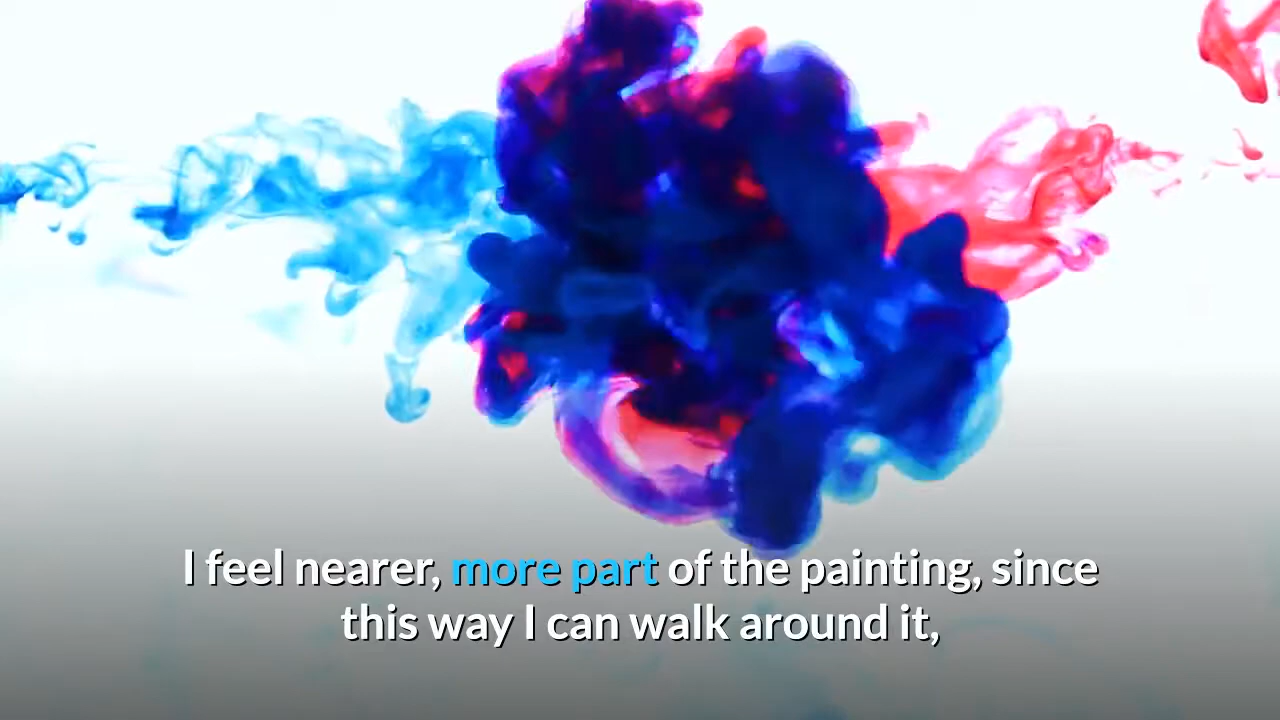 I feel nearer, more part of the painting, since
this way I can walk around it,